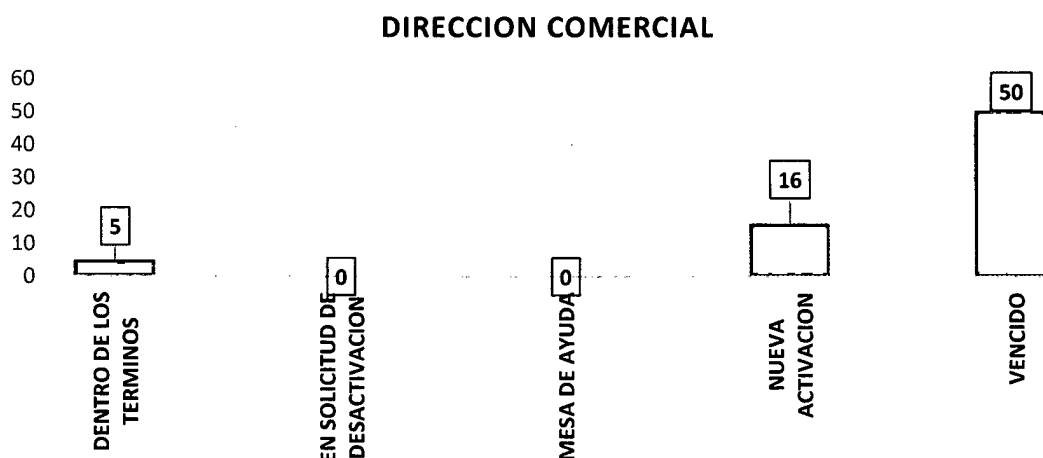 DIRECCION COMERCIAL
60
50
40
30
20
10
0
5
0
0
16
50
DENTRO DE LOS
TERMINOS
EN SOLICITUD DE
DESACTIVACION
MESA DE AYUDA
NUEVA
ACTIVACION
VENCIDO